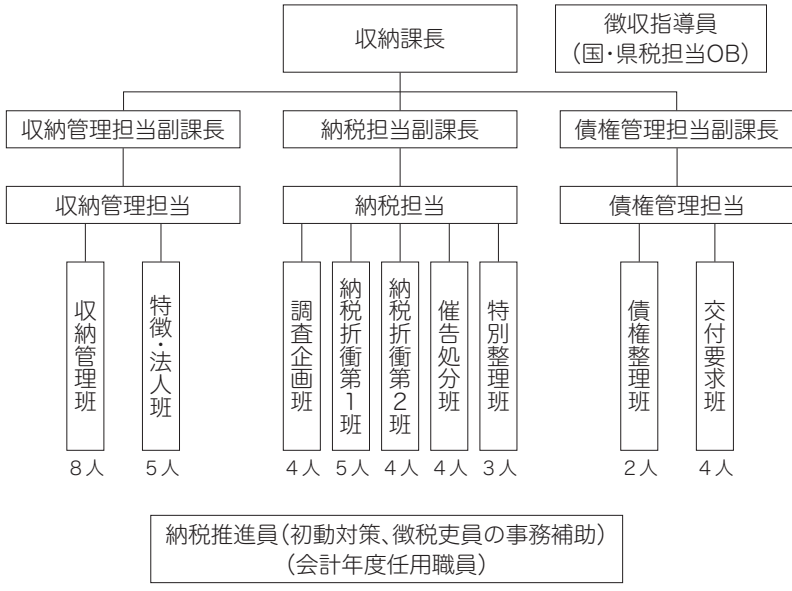 収納課長
徴収指導員
（国・県税担当OB）
収納管理担当副課長
納税担当副課長
債権管理担当副課長
収納管理担当
納税担当
債権管理担当
収納管理班
特徴・法人班
調査企画班
納税折衝第1班
納税折衝第2班
催告処分班
特別整理班
債権整理班
交付要求班
8人
5人
4人
5人
4人
4人
3人
2人
4人
納税推進員（初動対策、徴税吏員の事務補助）
（会計年度任用職員）